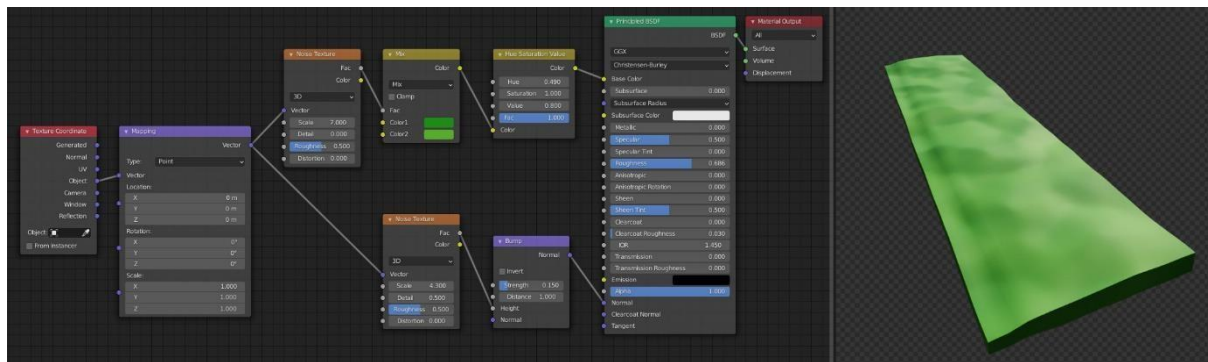 Texture Coordinate
Generated
Normal
UV
Object
Camera
Window
Reflection
Object:
From Instancer
Mapping
Vector
Type: Point
Vector
Location:
X 0 m
Y 0 m
Z 0 m
Rotation:
X 0°
Y 0°
Z 0°
Scale:
X 1.000
Y 1.000
Z 1.000
Noise Texture
Fac
Color
3D
Vector
Scale 7.000
Detail 0.000
Roughness 0.500
Distortion 0.000
Mix
Color
Mix
Clamp
Fac
Color1
Color2
Hue Saturation Value
Color
Hue 0.490
Saturation 1.000
Value 0.800
Fac 1.000
Color
Noise Texture
Fac
Color
3D
Vector
Scale 4.300
Detail 0.500
Roughness 0.500
Distortion 0.000
Bump
Normal
Invert
Strength 0.150
Distance 1.000
Height
Normal
Principled BSDF
BSDF
GGX
Christensen-Burley
Base Color
Subsurface 0.000
Subsurface Radius
Subsurface Color
Metallic 0.000
Specular 0.500
Specular Tint 0.000
Roughness 0.686
Anisotropic 0.000
Anisotropic Rotation 0.000
Sheen 0.000
Sheen Tint 0.500
Clearcoat 0.000
Clearcoat Roughness 0.030
IOR 1.450
Transmission 0.000
Transmission Roughness 0.000
Emission
Alpha 1.000
Normal
Clearcoat Normal
Tangent
Material Output
All
Surface
Volume
Displacement